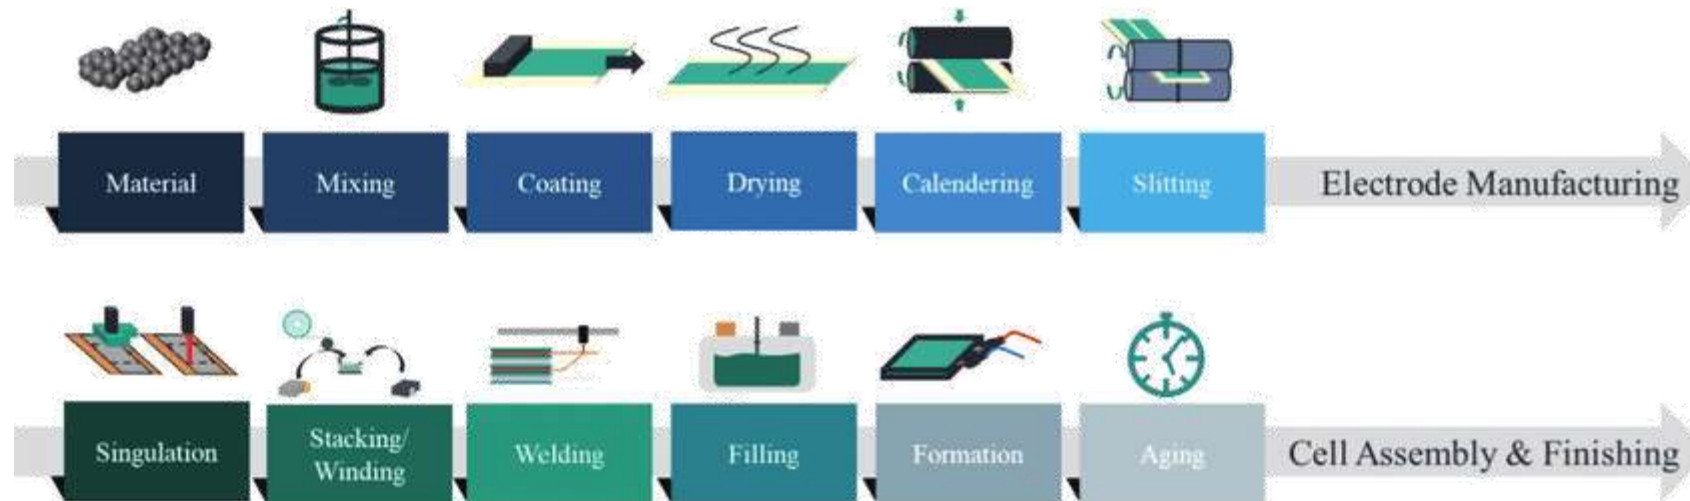 Material
Mixing
Coating
Drying
Calendering
Slitting
Electrode Manufacturing
Singulation
Stacking/
Winding
Welding
Filling
Formation
Aging
Cell Assembly & Finishing